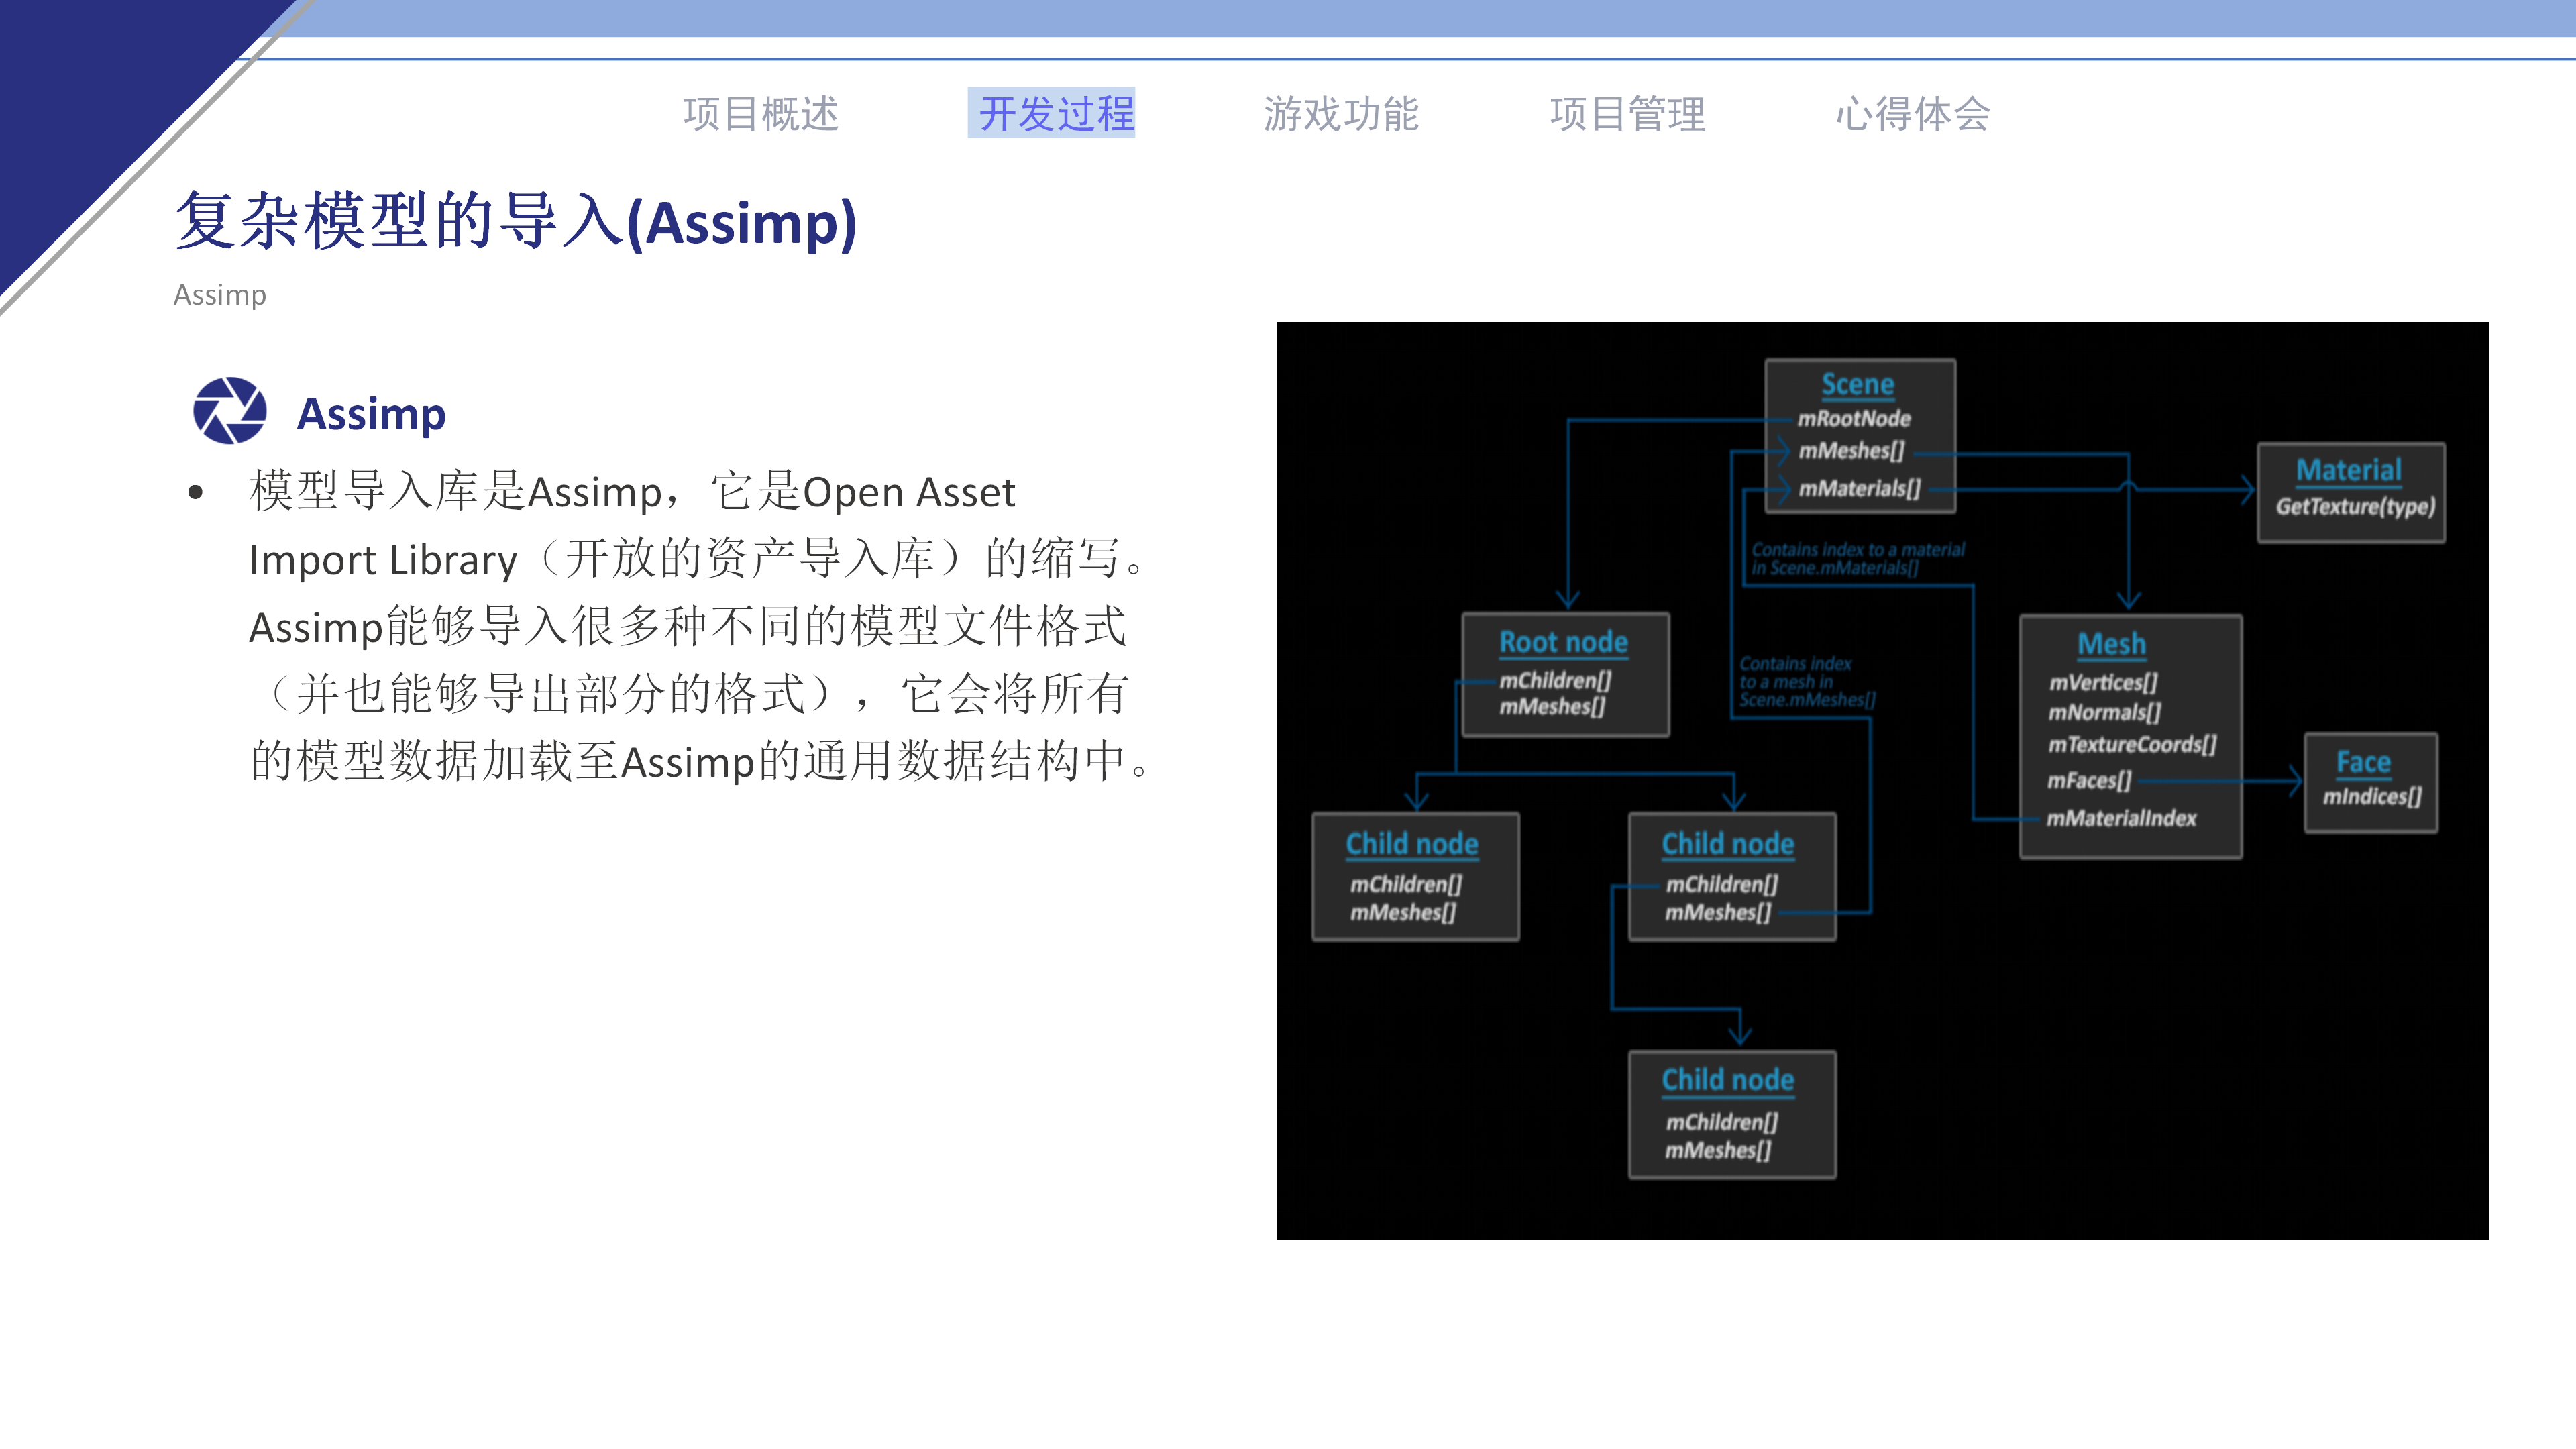 项目概述 开发过程 游戏功能 项目管理 心得体会
复杂模型的导入(Assimp)
Assimp
Assimp
• 模型导入库是Assimp，它是Open Asset
Import Library（开放的资产导入库）的缩写。
Assimp能够导入很多种不同的模型文件格式
（并也能够导出部分的格式），它会将所有
的模型数据加载至Assimp的通用数据结构中。
Scene
mRootNode
mMeshes[]
mMaterials[]
Material
GetTexture(type)
Contains index to a material
in Scene.mMaterials[]
Root node
mChildren[]
mMeshes[]
Contains index
to a mesh in
Scene.mMeshes[]
Mesh
mVertices[]
mNormals[]
mTextureCoords[]
mFaces[]
mMaterialIndex
Face
mIndices[]
Child node
mChildren[]
mMeshes[]
Child node
mChildren[]
mMeshes[]
Child node
mChildren[]
mMeshes[]